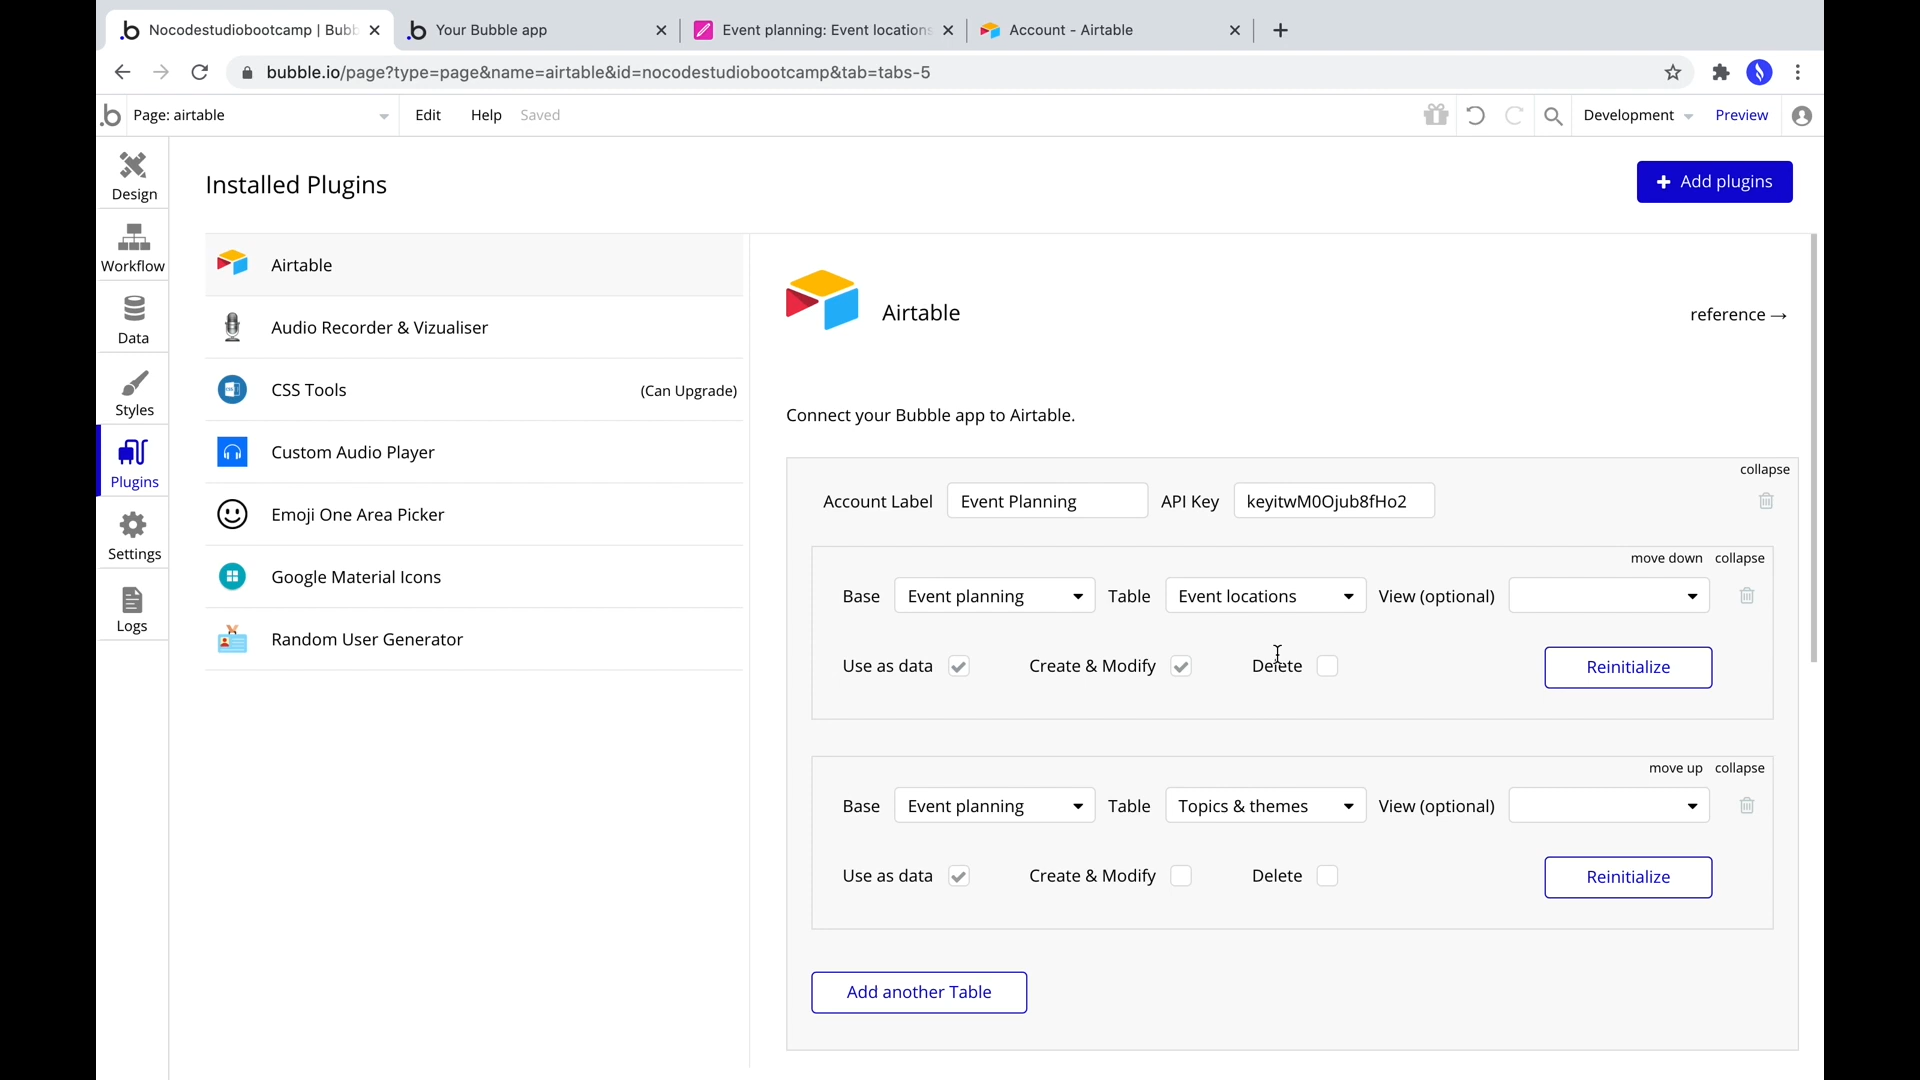 Nocodestudiobootcamp | Bubb
Your Bubble app
Event planning: Event locations
Account - Airtable
bubble.io/page?type=page&name=airtable&id=nocodestudiobootcamp&tab=tabs-5
Page: airtable
Edit
Help
Saved
Development
Preview
Design
Workflow
Data
Styles
Plugins
Settings
Logs
Installed Plugins
Add plugins
Airtable
Audio Recorder & Vizualiser
CSS Tools (Can Upgrade)
Custom Audio Player
Emoji One Area Picker
Google Material Icons
Random User Generator
Airtable
reference →
Connect your Bubble app to Airtable.
collapse
Account Label Event Planning API Key keyitwM0Ojub8fHo2
move down collapse
Base Event planning Table Event locations View (optional)
Use as data Create & Modify Delete Reinitialize
move up collapse
Base Event planning Table Topics & themes View (optional)
Use as data Create & Modify Delete Reinitialize
Add another Table